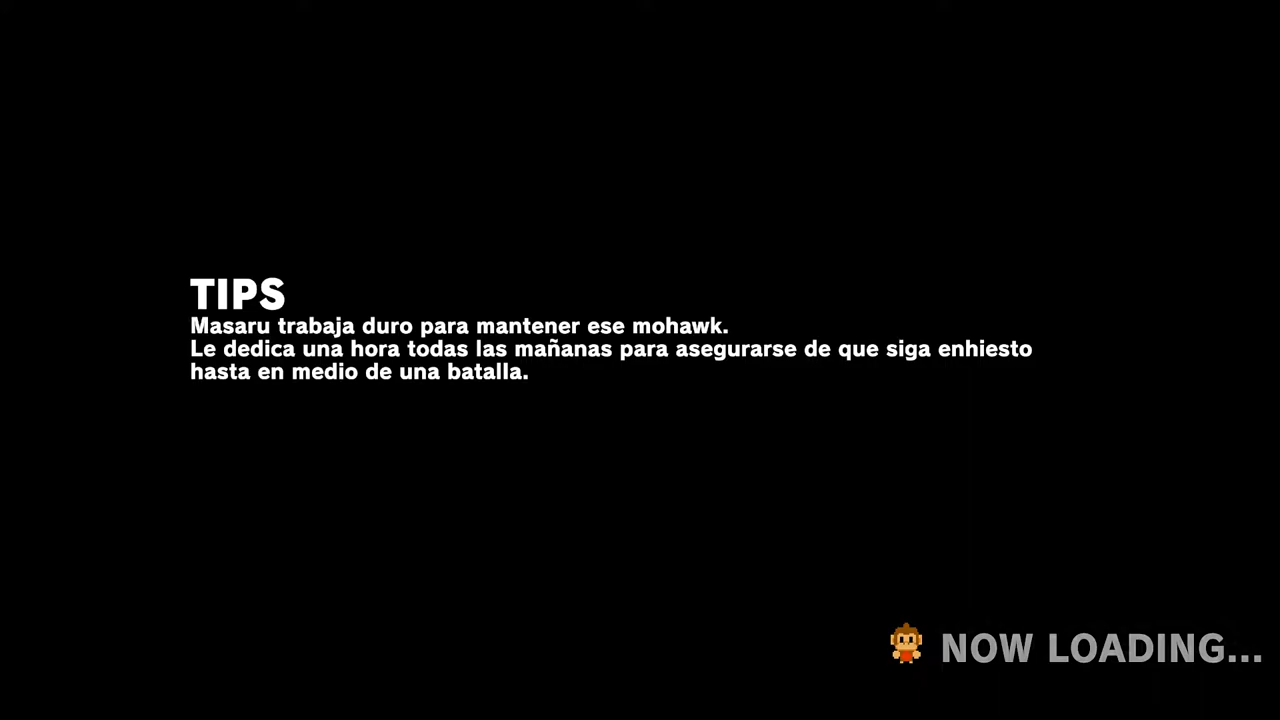 TIPS
Masaru trabaja duro para mantener ese mohawk.
Le dedica una hora todas las mañanas para asegurarse de que siga enhiesto
hasta en medio de una batalla.
NOW LOADING...